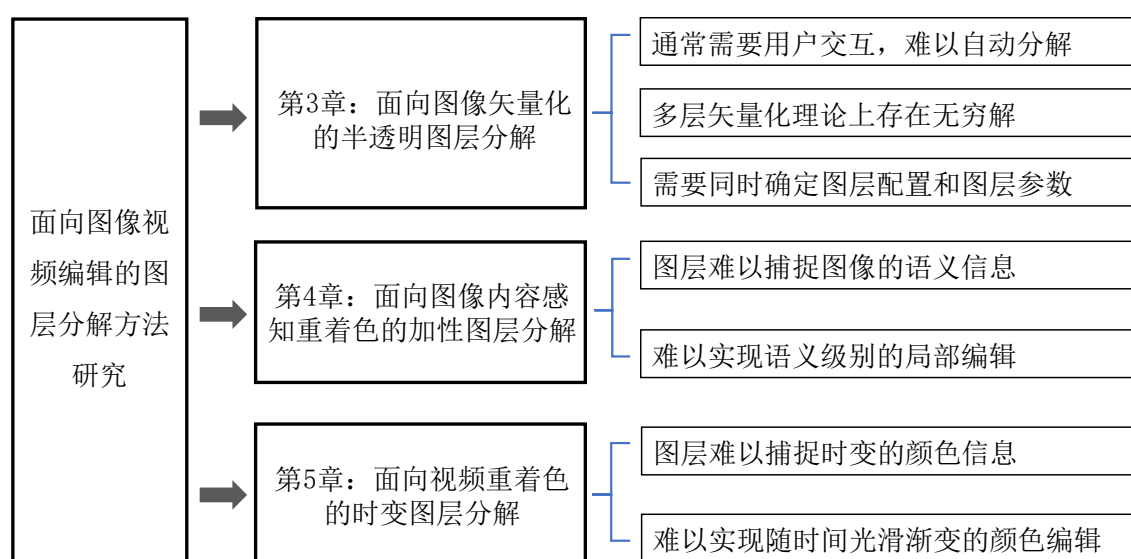 面向图像视
频编辑的图
层分解方法
研究
第3章：面向图像矢量化
的半透明图层分解
通常需要用户交互，难以自动分解
多层矢量化理论上存在无穷解
需要同时确定图层配置和图层参数
第4章：面向图像内容感
知重着色的加性图层分解
图层难以捕捉图像的语义信息
难以实现语义级别的局部编辑
第5章：面向视频重着色
的时变图层分解
图层难以捕捉时变的颜色信息
难以实现随时间光滑渐变的颜色编辑